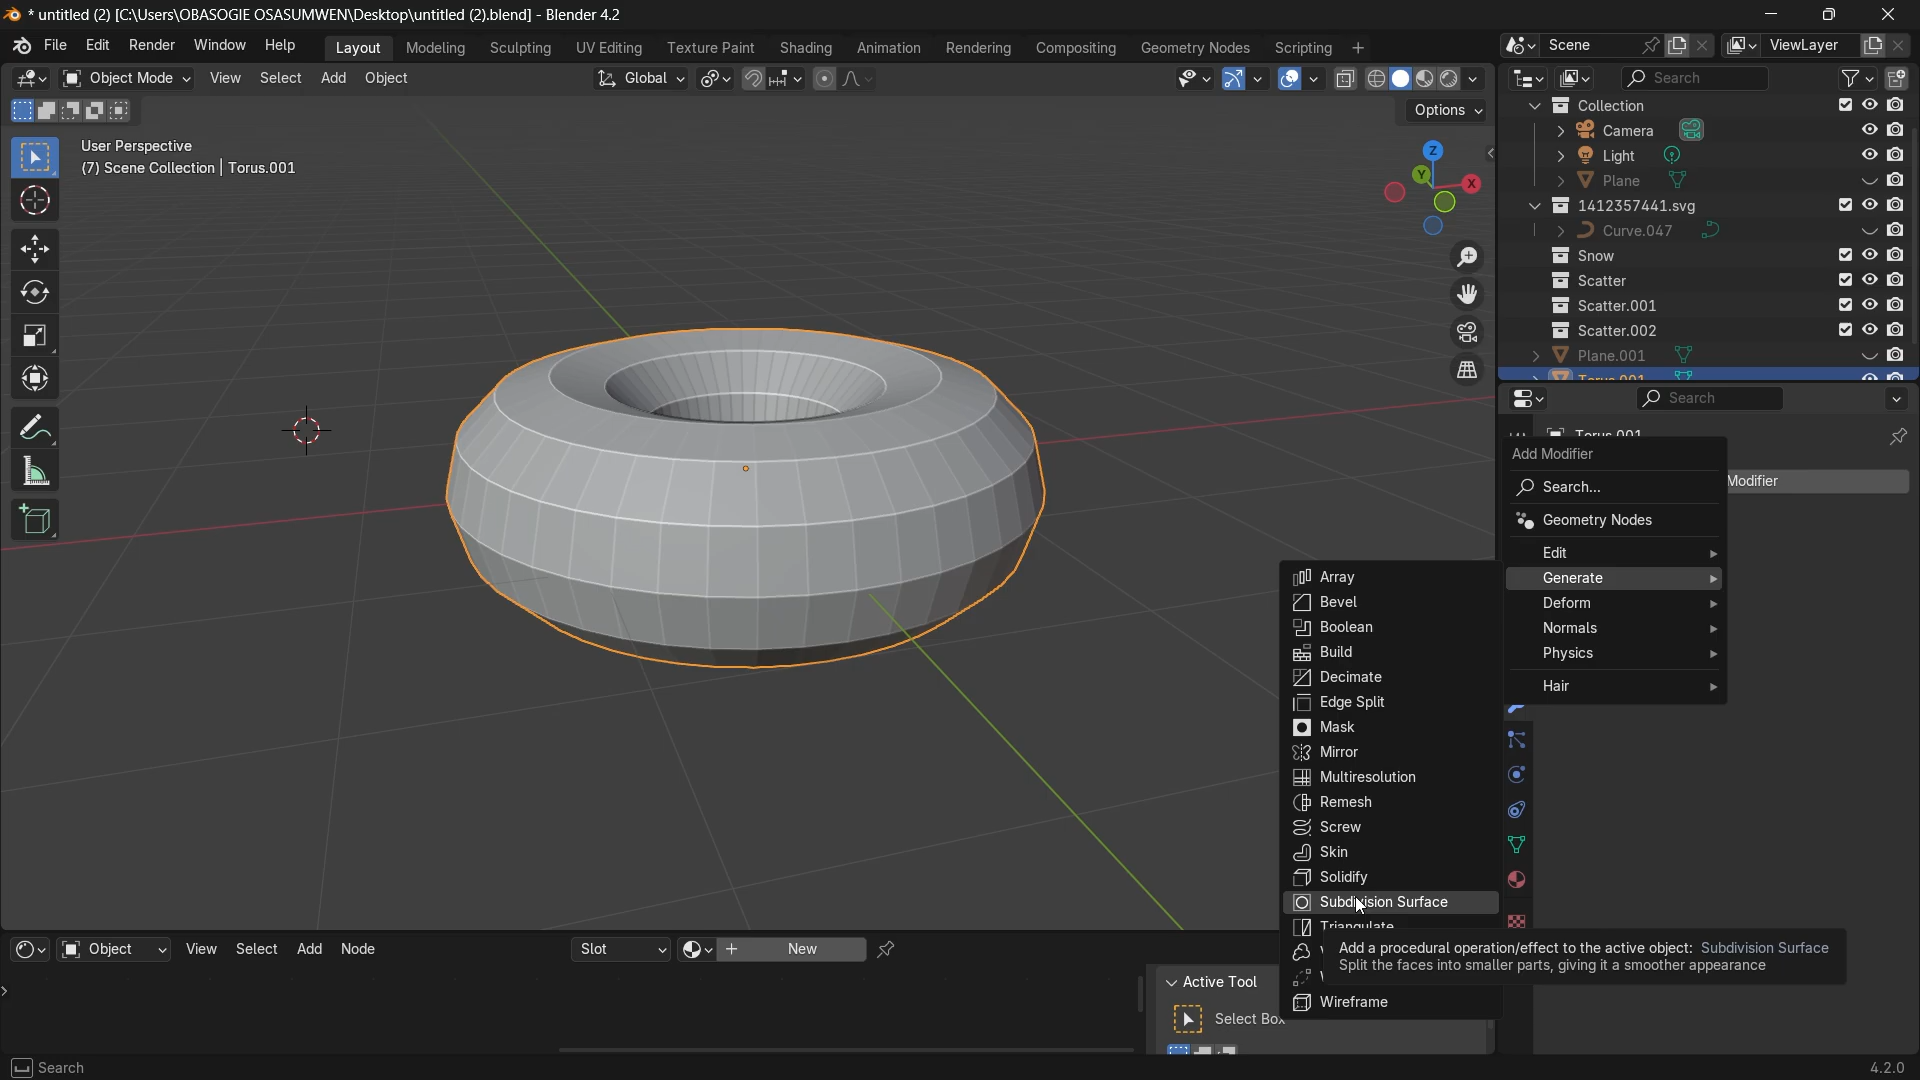 * untitled (2) [C:\Users\OBASOGIE OSASUMWEN\Desktop\untitled (2).blend] - Blender 4.2
File Edit Render Window Help
Layout Modeling Sculpting UV Editing Texture Paint Shading Animation Rendering Compositing Geometry Nodes Scripting +
Scene
ViewLayer
Object Mode View Select Add Object
Global
Search
Options
User Perspective
(7) Scene Collection | Torus.001
Z
Y
X
Collection
Camera
Light
Plane
1412357441.svg
Curve.047
Snow
Scatter
Scatter.001
Scatter.002
Plane.001
Torus.001
Search
Torus.001
Add Modifier
Modifier
Search...
Geometry Nodes
Edit
Generate
Deform
Normals
Physics
Hair
Array
Bevel
Boolean
Build
Decimate
Edge Split
Mask
Mirror
Multiresolution
Remesh
Screw
Skin
Solidify
Subdivision Surface
Triangulate
Add a procedural operation/effect to the active object: Subdivision Surface
Split the faces into smaller parts, giving it a smoother appearance
Wireframe
Object View Select Add Node
Slot
New
Active Tool
Select Box
Search
4.2.0